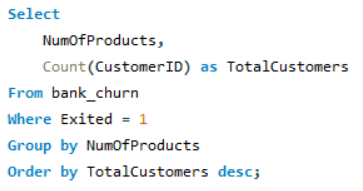 Select
    NumOfProducts,
    Count(CustomerID) as TotalCustomers
From bank_churn
Where Exited = 1
Group by NumOfProducts
Order by TotalCustomers desc;